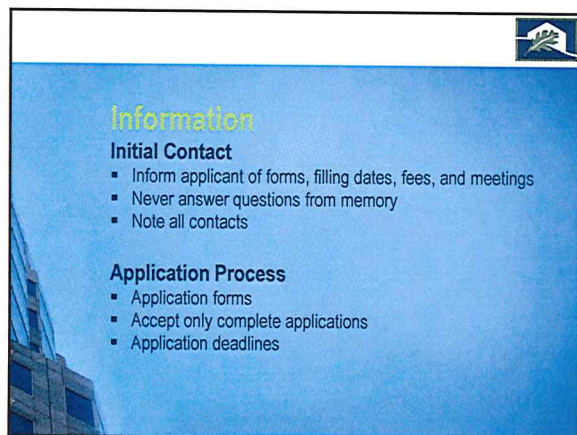 Information
Initial Contact
▪ Inform applicant of forms, filling dates, fees, and meetings
▪ Never answer questions from memory
▪ Note all contacts
Application Process
▪ Application forms
▪ Accept only complete applications
▪ Application deadlines